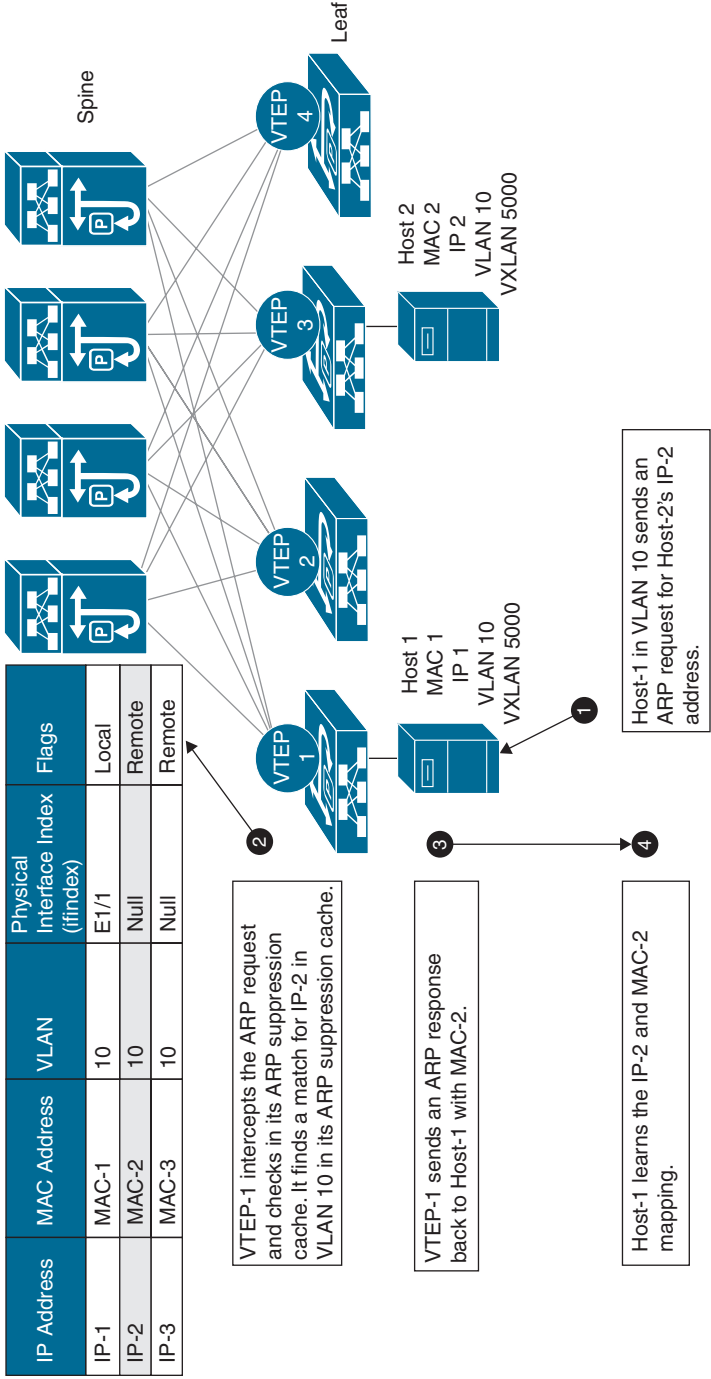 IP Address MAC Address VLAN Physical Interface Index (ifindex) Flags
IP-1 MAC-1 10 E1/1 Local
IP-2 MAC-2 10 Null Remote
IP-3 MAC-3 10 Null Remote
P
P
P
P
Spine
VTEP
1
VTEP
2
VTEP
3
VTEP
4
Leaf
2
VTEP-1 intercepts the ARP request
and checks in its ARP suppression
cache. It finds a match for IP-2 in
VLAN 10 in its ARP suppression cache.
Host 1
MAC 1
IP 1
VLAN 10
VXLAN 5000
Host 2
MAC 2
IP 2
VLAN 10
VXLAN 5000
3
VTEP-1 sends an ARP response
back to Host-1 with MAC-2.
1
Host-1 in VLAN 10 sends an
ARP request for Host-2's IP-2
address.
4
Host-1 learns the IP-2 and MAC-2
mapping.